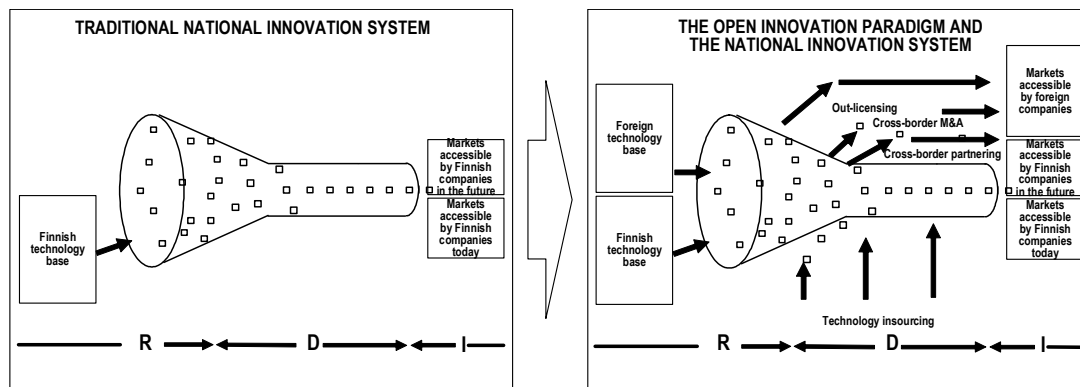 TRADITIONAL NATIONAL INNOVATION SYSTEM
Finnish
technology
base
Markets
accessible
by Finnish
companies
in the future
Markets
accessible
by Finnish
companies
today
R
D
I
THE OPEN INNOVATION PARADIGM AND
THE NATIONAL INNOVATION SYSTEM
Foreign
technology
base
Finnish
technology
base
Out-licensing
Cross-border M&A
Cross-border partnering
Markets
accessible
by foreign
companies
Markets
accessible
by Finnish
companies
in the future
Markets
accessible
by Finnish
companies
today
Technology insourcing
R
D
I